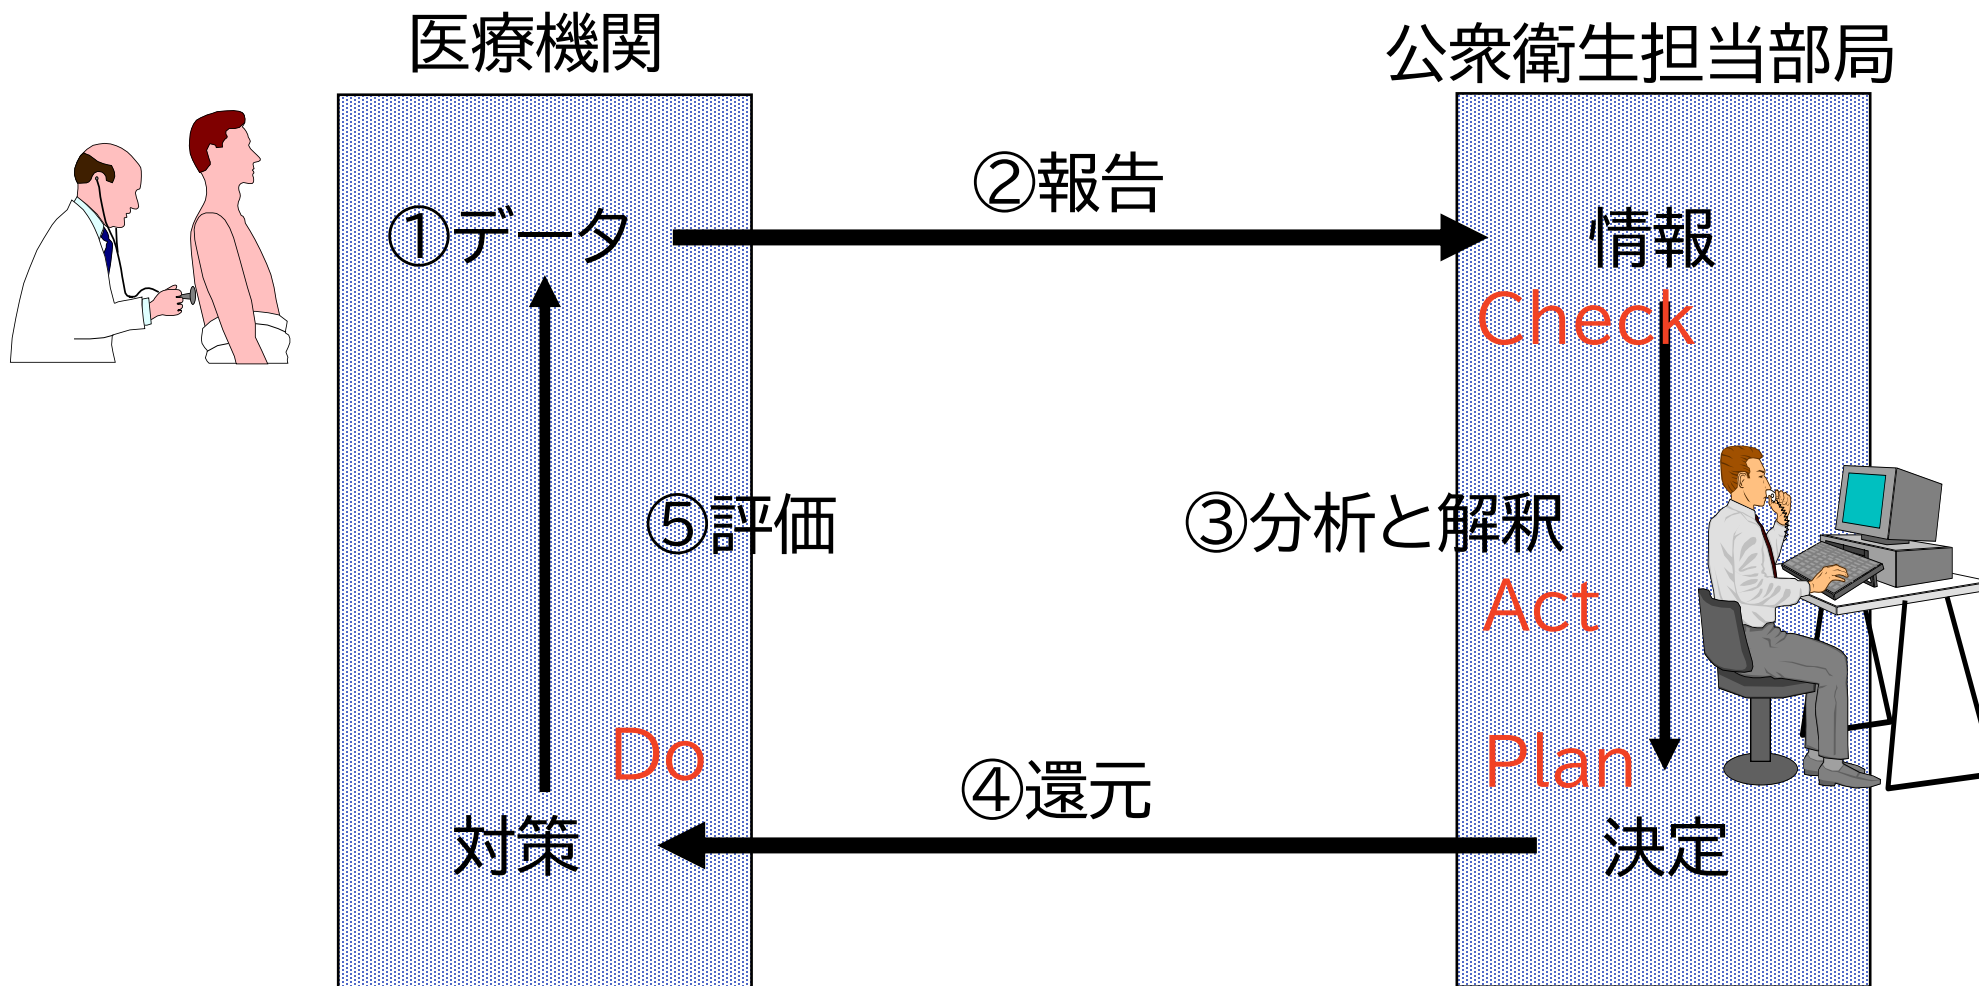 医療機関
公衆衛生担当部局
②報告
①データ
情報
Check
⑤評価
③分析と解釈
Act
Do
Plan
④還元
対策
決定